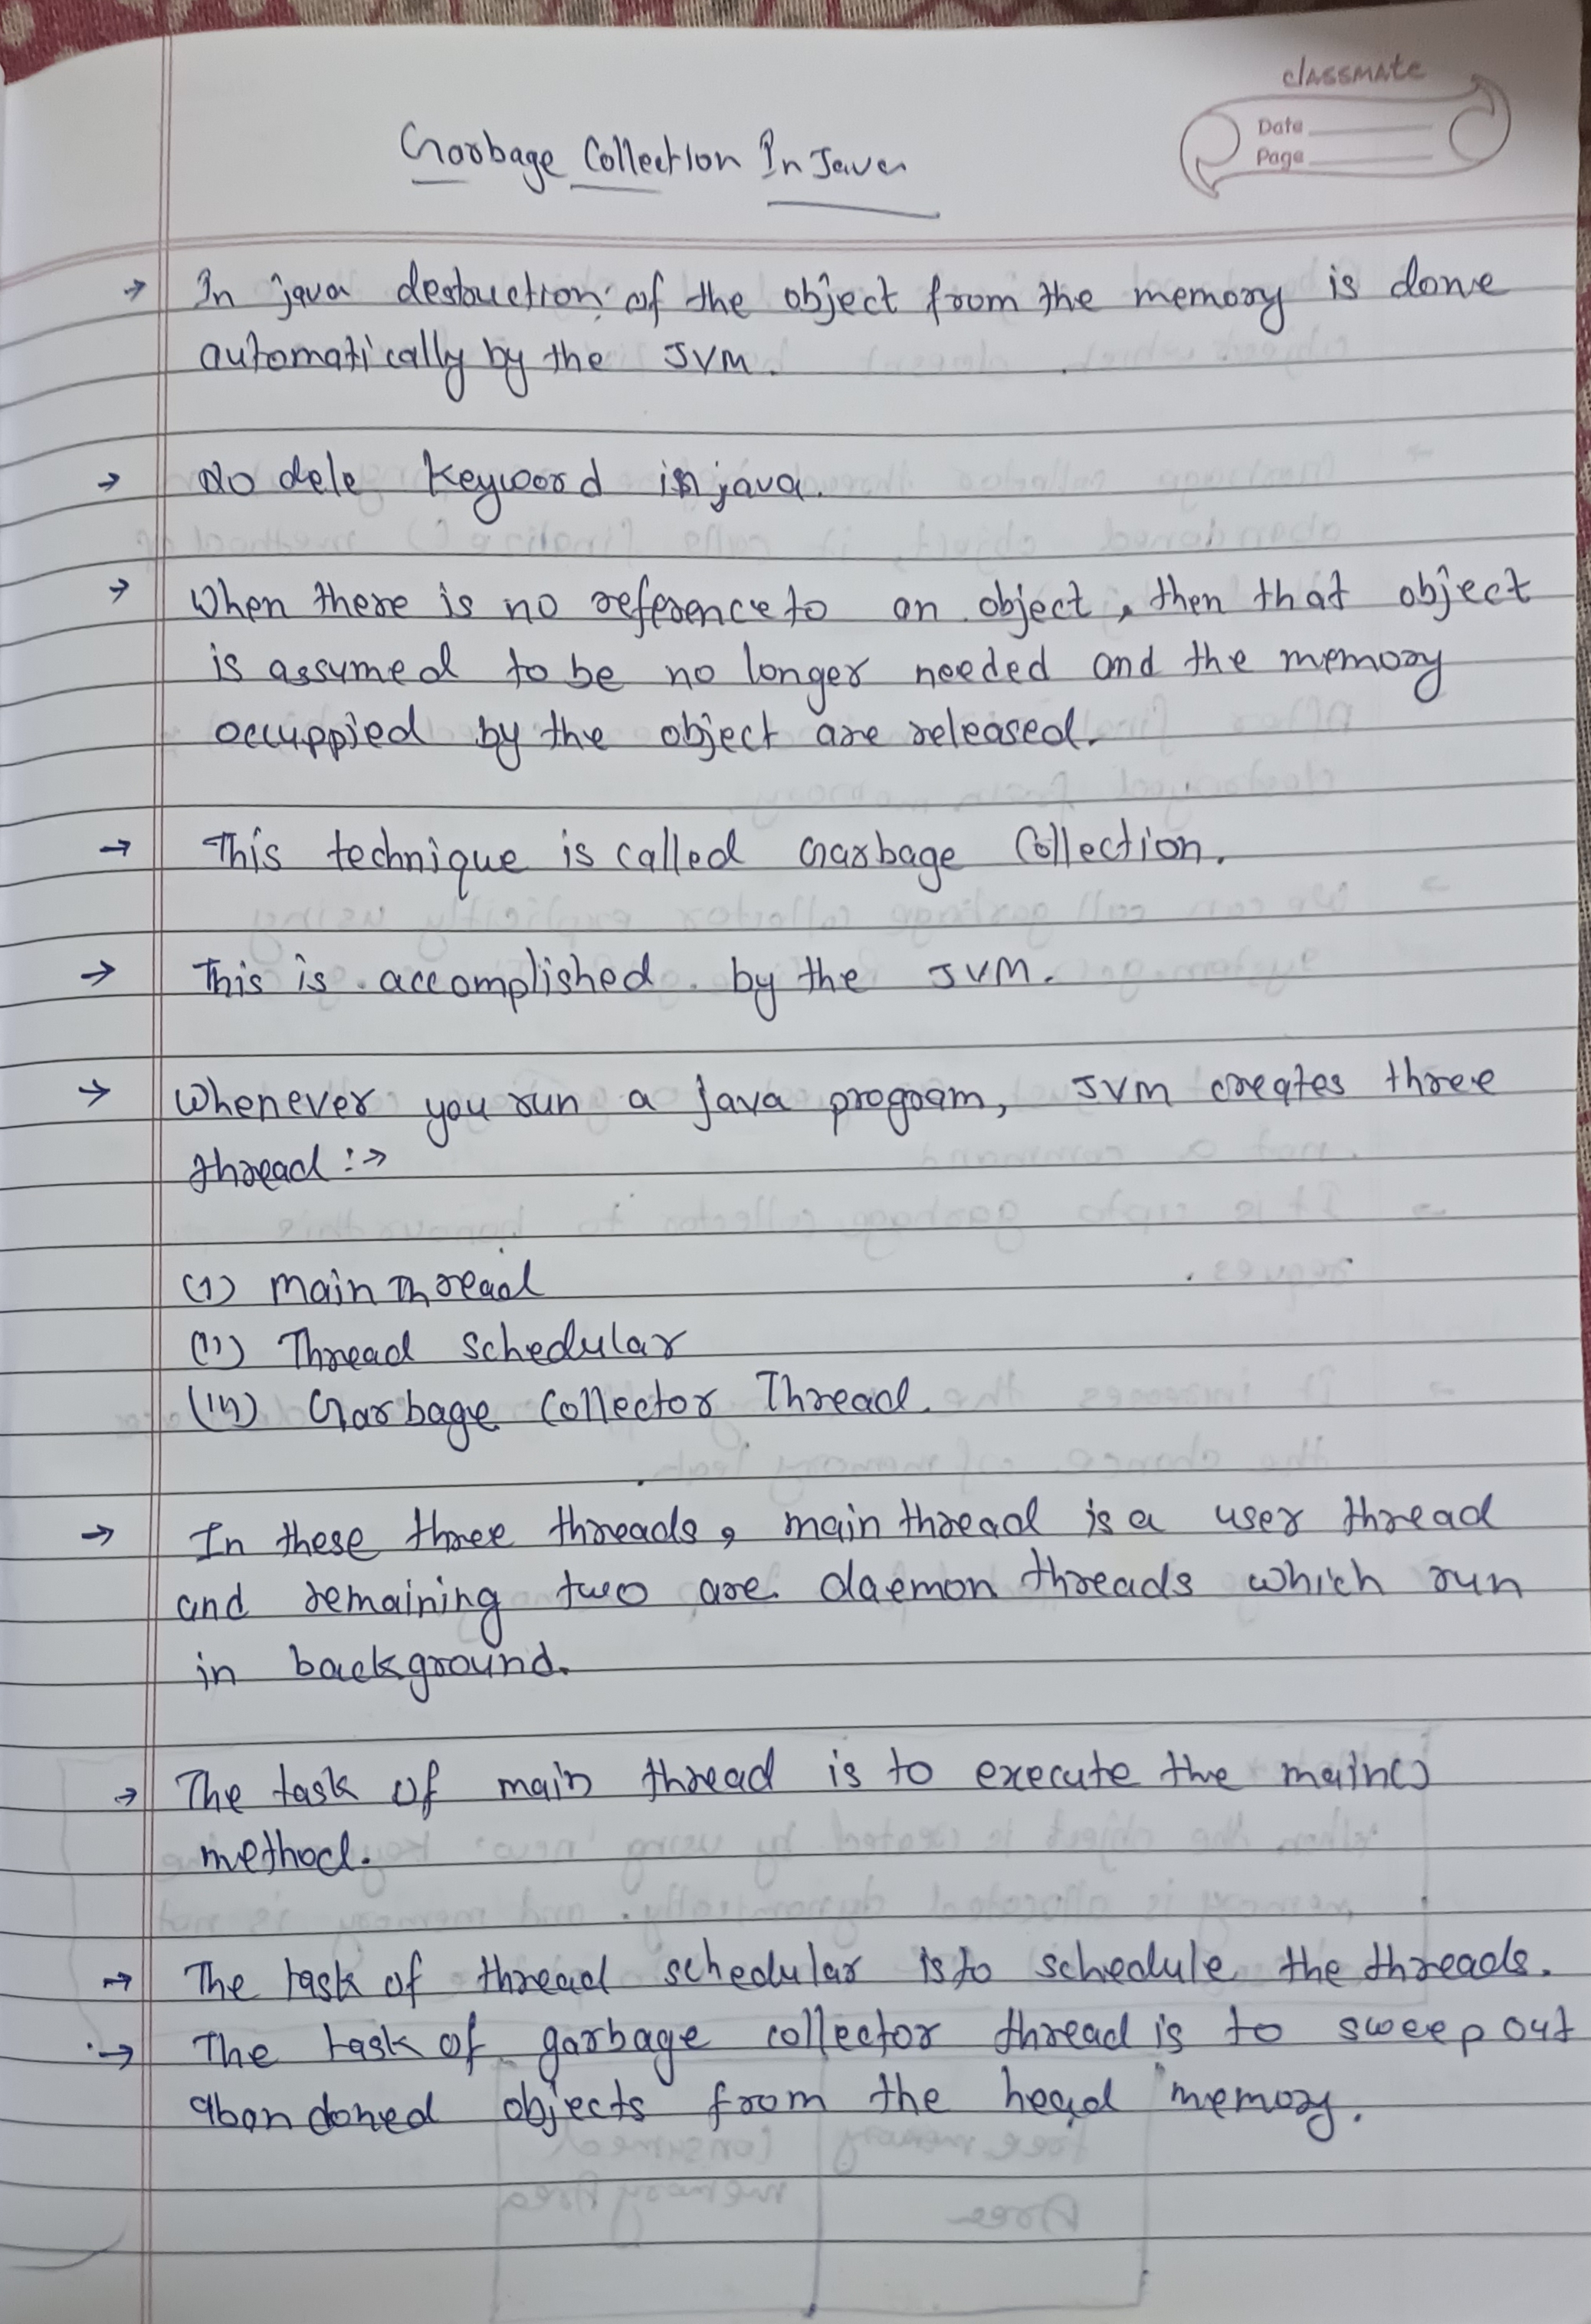 classmate
Date
Page
Garbage Collection In Java
→ In java destruction of the object from the memory is done
automatically by the JVM.
→ No dele keyword in java.
→ When there is no reference to an object, then that object
is assumed to be no longer needed and the memory
occuppied by the object are released.
→ This technique is called Garbage Collection.
→ This is accomplished by the JVM.
→ Whenever you run a java program, JVM creates three
thread :→
(i) main Thread
(ii) Thread schedular
(iii) Garbage Collector Thread.
→ In these three threads, main thread is a user thread
and remaining two are daemon threads which run
in background.
→ The task of main thread is to execute the main()
method.
→ The task of thread schedular is to schedule the threads.
→ The task of garbage collector thread is to sweep out
abandoned objects from the head memory.